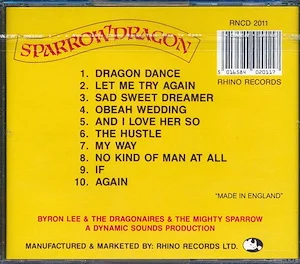 RNCD 2011
SPARROW DRAGON
5 016384 020117
RHINO RECORDS
1. DRAGON DANCE
2. LET ME TRY AGAIN
3. SAD SWEET DREAMER
4. OBEAH WEDDING
5. AND I LOVE HER SO
6. THE HUSTLE
7. MY WAY
8. NO KIND OF MAN AT ALL
9. IF
10. AGAIN
"MADE IN ENGLAND"
BYRON LEE & THE DRAGONAIRES & THE MIGHTY SPARROW
A DYNAMIC SOUNDS PRODUCTION
MANUFACTURED & MARKETED BY: RHINO RECORDS LTD.